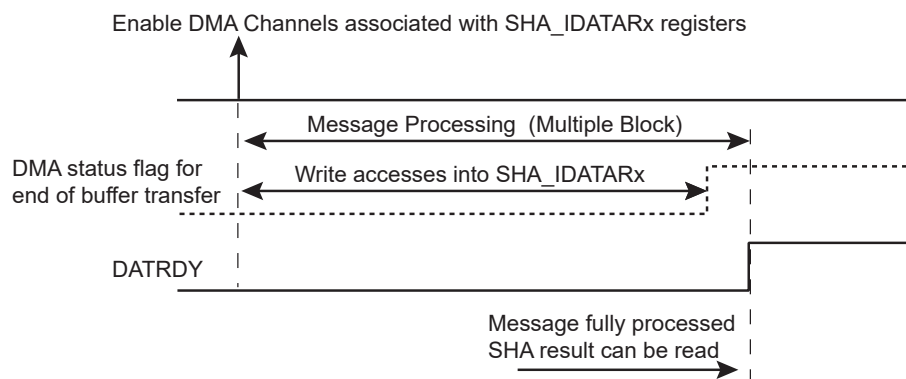 Enable DMA Channels associated with SHA_IDATARx registers
Message Processing (Multiple Block)
DMA status flag for
end of buffer transfer
Write accesses into SHA_IDATARx
DATRDY
Message fully processed
SHA result can be read